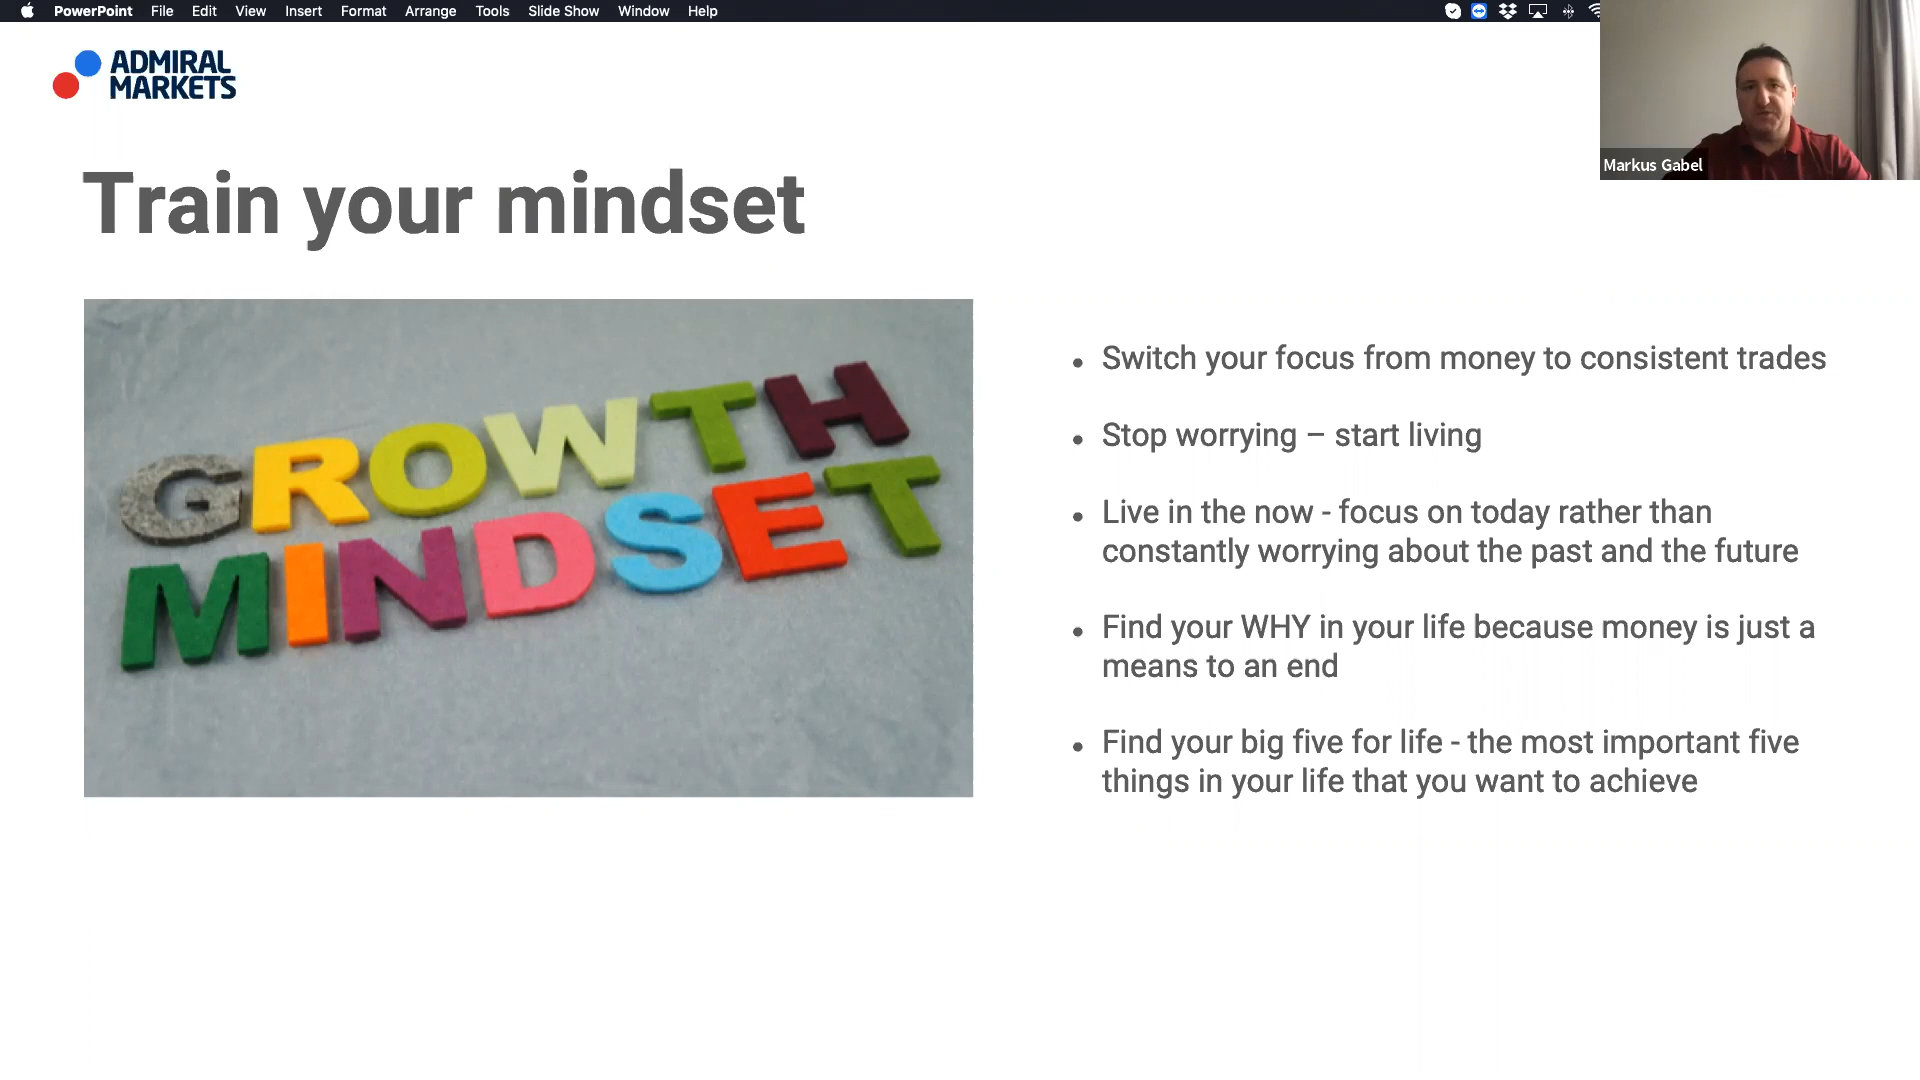 PowerPoint File Edit View Insert Format Arrange Tools Slide Show Window Help
ADMIRAL
MARKETS
Markus Gabel
Train your mindset
GROWTH
MINDSET
• Switch your focus from money to consistent trades
• Stop worrying – start living
• Live in the now - focus on today rather than
constantly worrying about the past and the future
• Find your WHY in your life because money is just a
means to an end
• Find your big five for life - the most important five
things in your life that you want to achieve